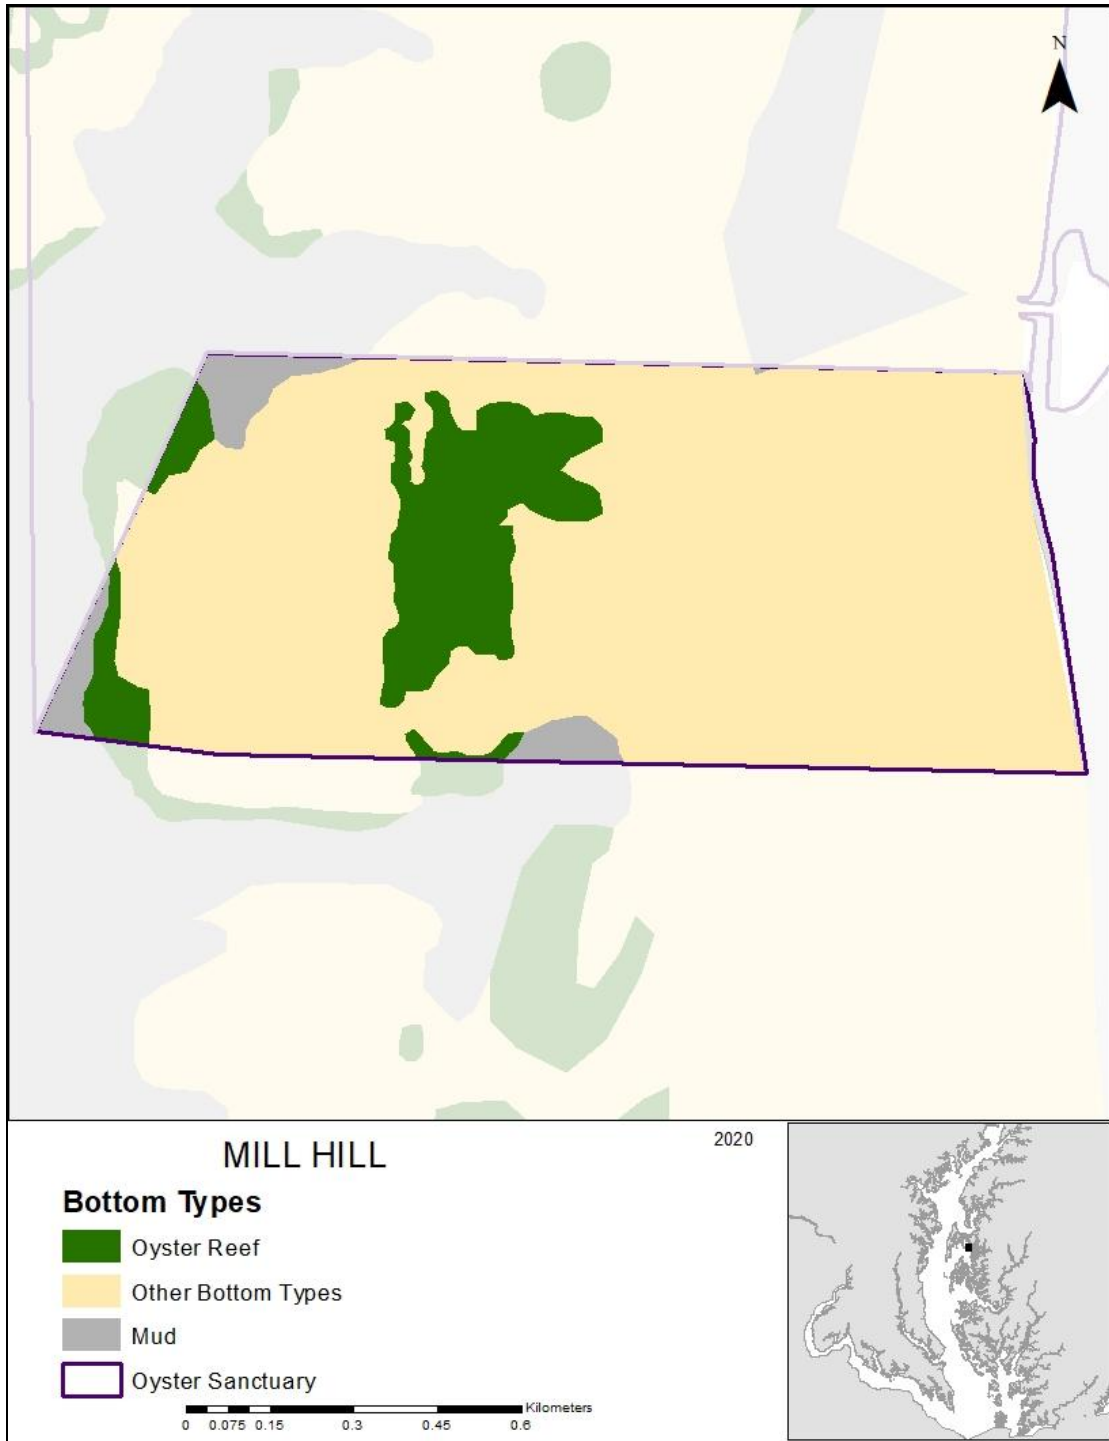 N
MILL HILL
2020
Bottom Types
Oyster Reef
Other Bottom Types
Mud
Oyster Sanctuary
Kilometers
0 0.075 0.15 0.3 0.45 0.6